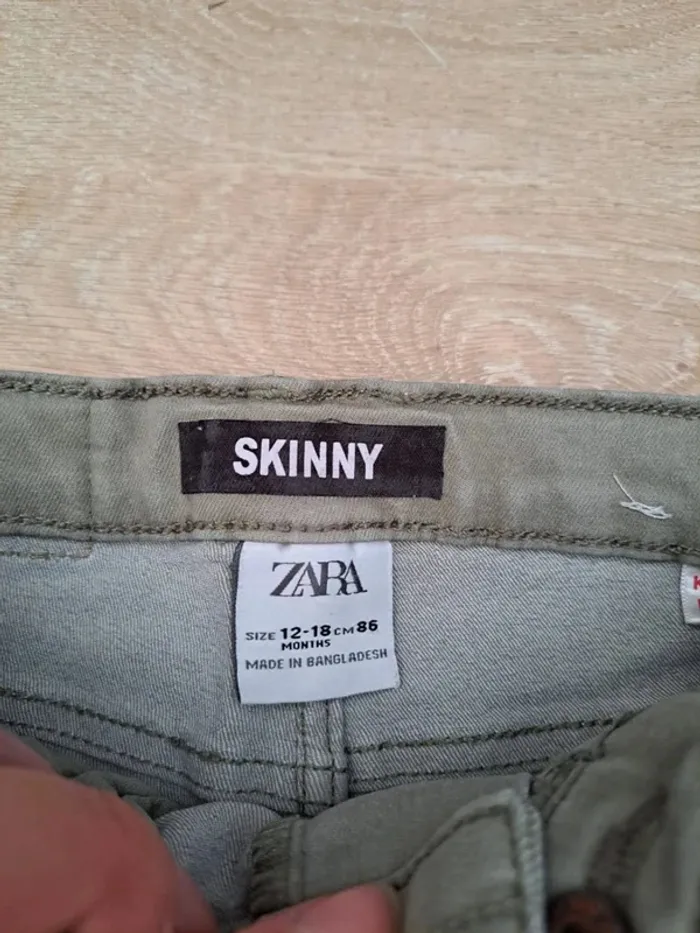 SKINNY
ZARA
SIZE 12-18 CM 86
MONTHS
MADE IN BANGLADESH